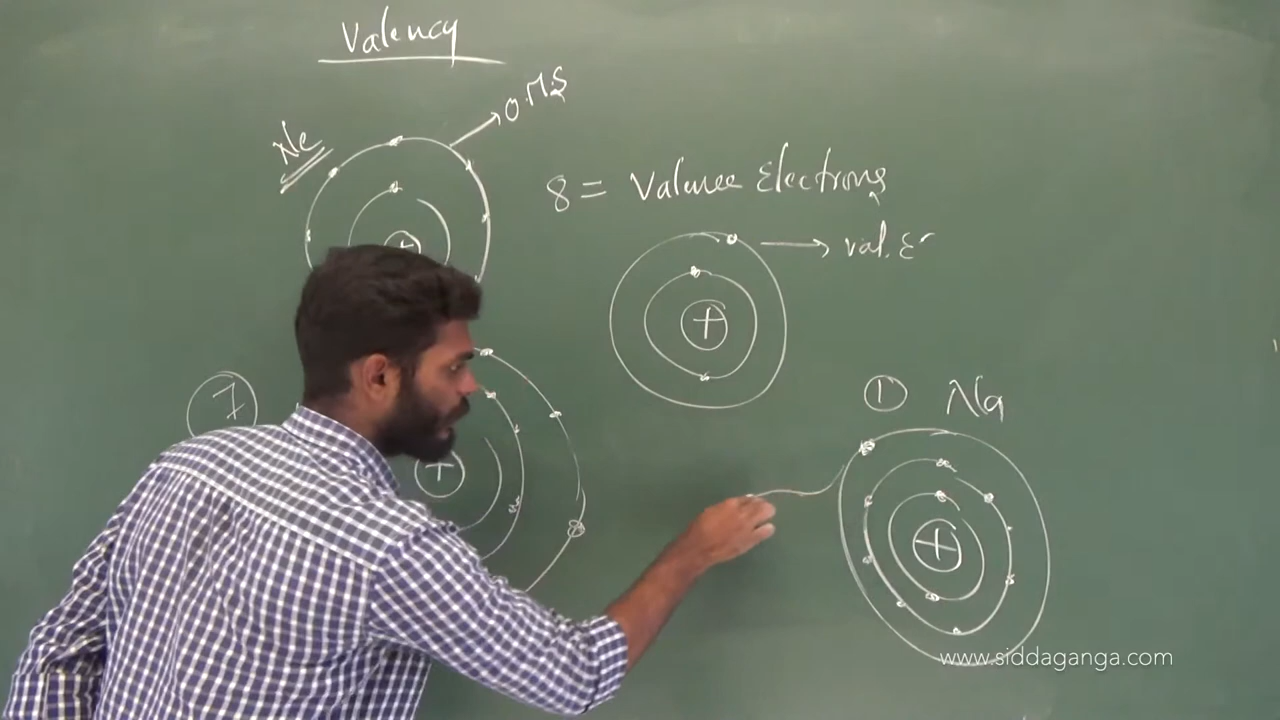 Valency
O.M.S
Ne
8 = Valence Electrons
val. E-
+
+
7
1 Na
+
+
www.siddaganga.com